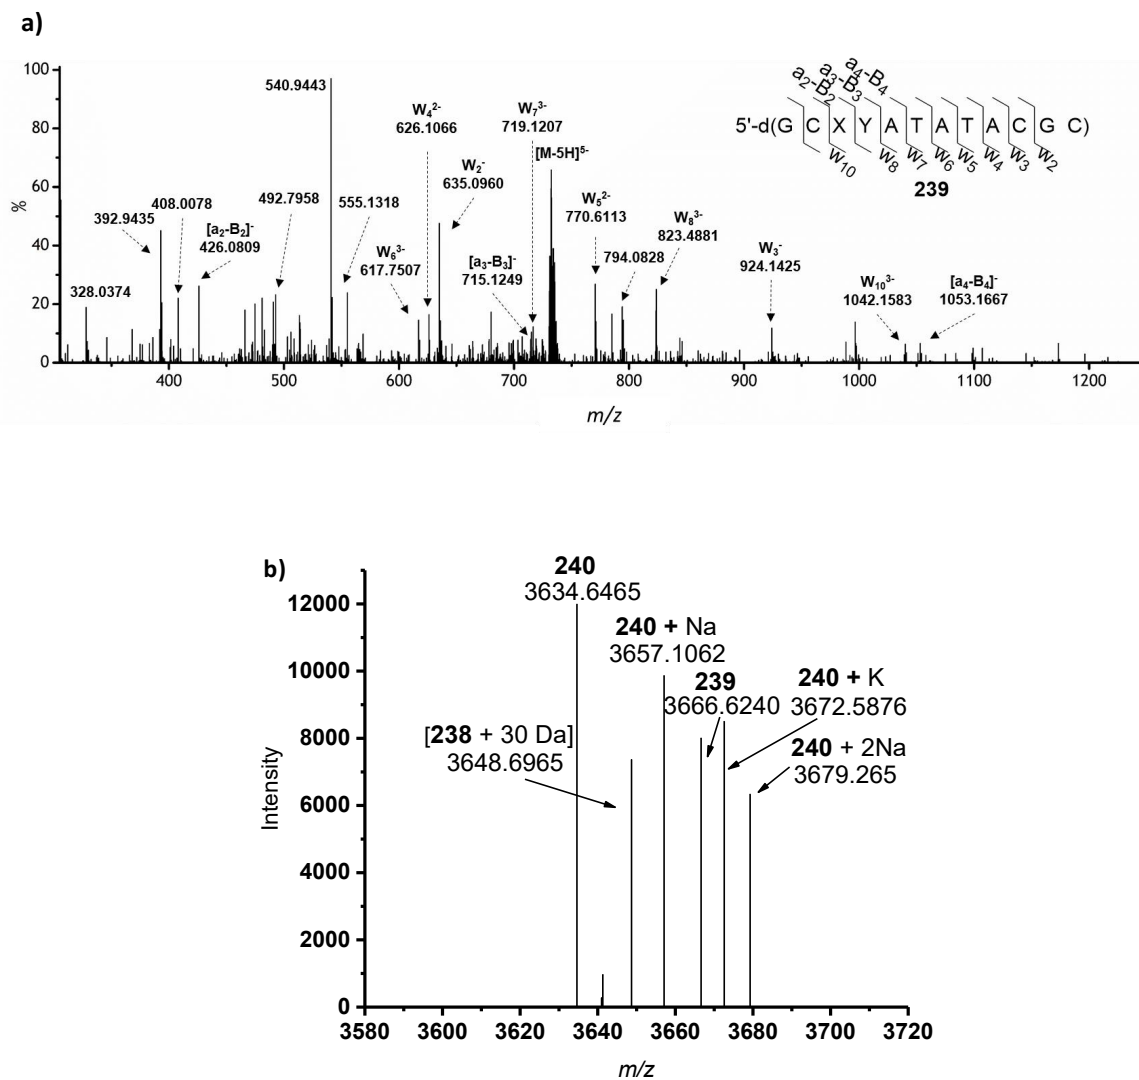 a)
100
80
60
40
20
0
%
328.0374
392.9435
408.0078
[a2-B2]-
426.0809
492.7958
540.9443
555.1318
W6 3-
617.7507
W4 2-
626.1066
W2-
635.0960
[a3-B3]-
715.1249
W7 3-
719.1207
[M-5H]5-
W5 2-
770.6113
794.0828
W8 3-
823.4881
W3-
924.1425
W10 3-
1042.1583
[a4-B4]-
1053.1667
400 500 600 700 800 900 1000 1100 1200
m/z
a2-B2
a3-B3
a4-B4
5'-d(G C X Y A T A T A C G C)
W10 W8 W7 W6 W5 W4 W3 W2
239
b)
240
3634.6465
240 + Na
3657.1062
239
3666.6240
240 + K
3672.5876
[238 + 30 Da]
3648.6965
240 + 2Na
3679.265
Intensity
12000
10000
8000
6000
4000
2000
0
3580 3600 3620 3640 3660 3680 3700 3720
m/z